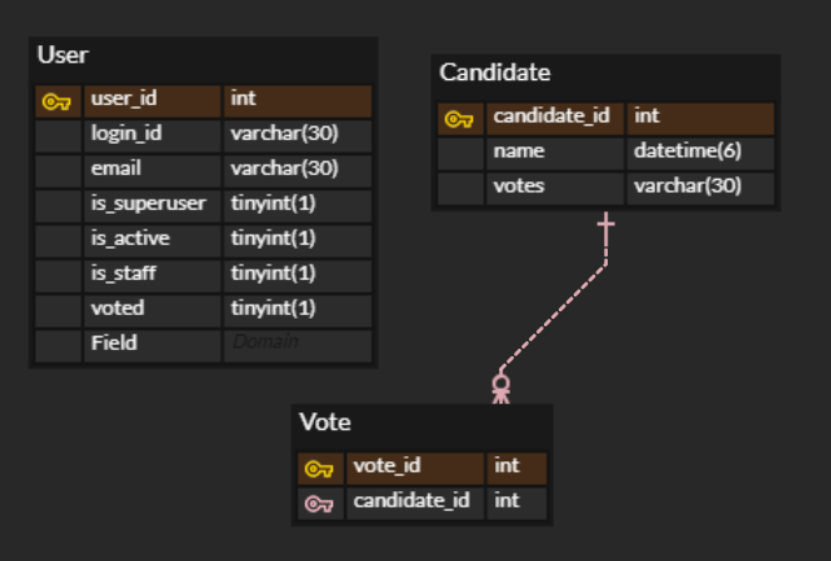 User
user_id int
login_id varchar(30)
email varchar(30)
is_superuser tinyint(1)
is_active tinyint(1)
is_staff tinyint(1)
voted tinyint(1)
Field Domain
Candidate
candidate_id int
name datetime(6)
votes varchar(30)
Vote
vote_id int
candidate_id int